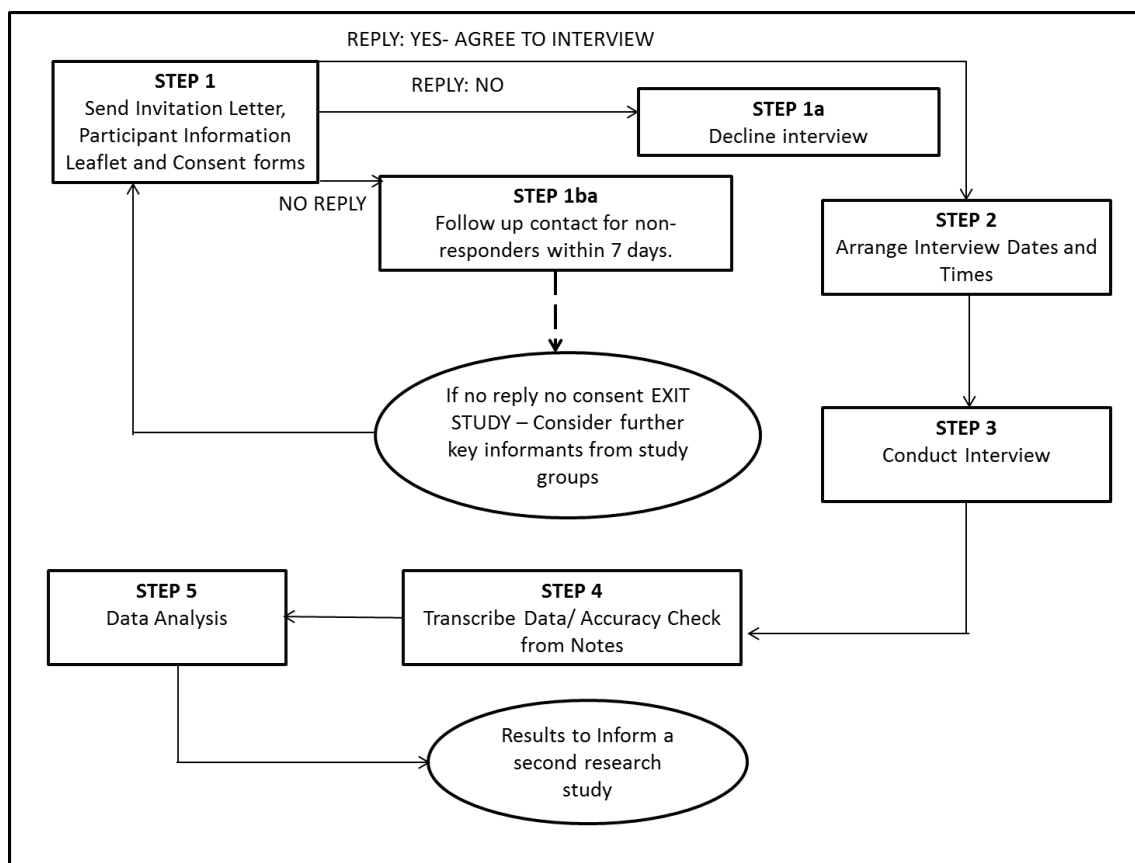 REPLY: YES- AGREE TO INTERVIEW
STEP 1
Send Invitation Letter,
Participant Information
Leaflet and Consent forms
REPLY: NO
STEP 1a
Decline interview
NO REPLY
STEP 1ba
Follow up contact for non-
responders within 7 days.
STEP 2
Arrange Interview Dates and
Times
If no reply no consent EXIT
STUDY – Consider further
key informants from study
groups
STEP 3
Conduct Interview
STEP 5
Data Analysis
STEP 4
Transcribe Data/ Accuracy Check
from Notes
Results to Inform a
second research
study